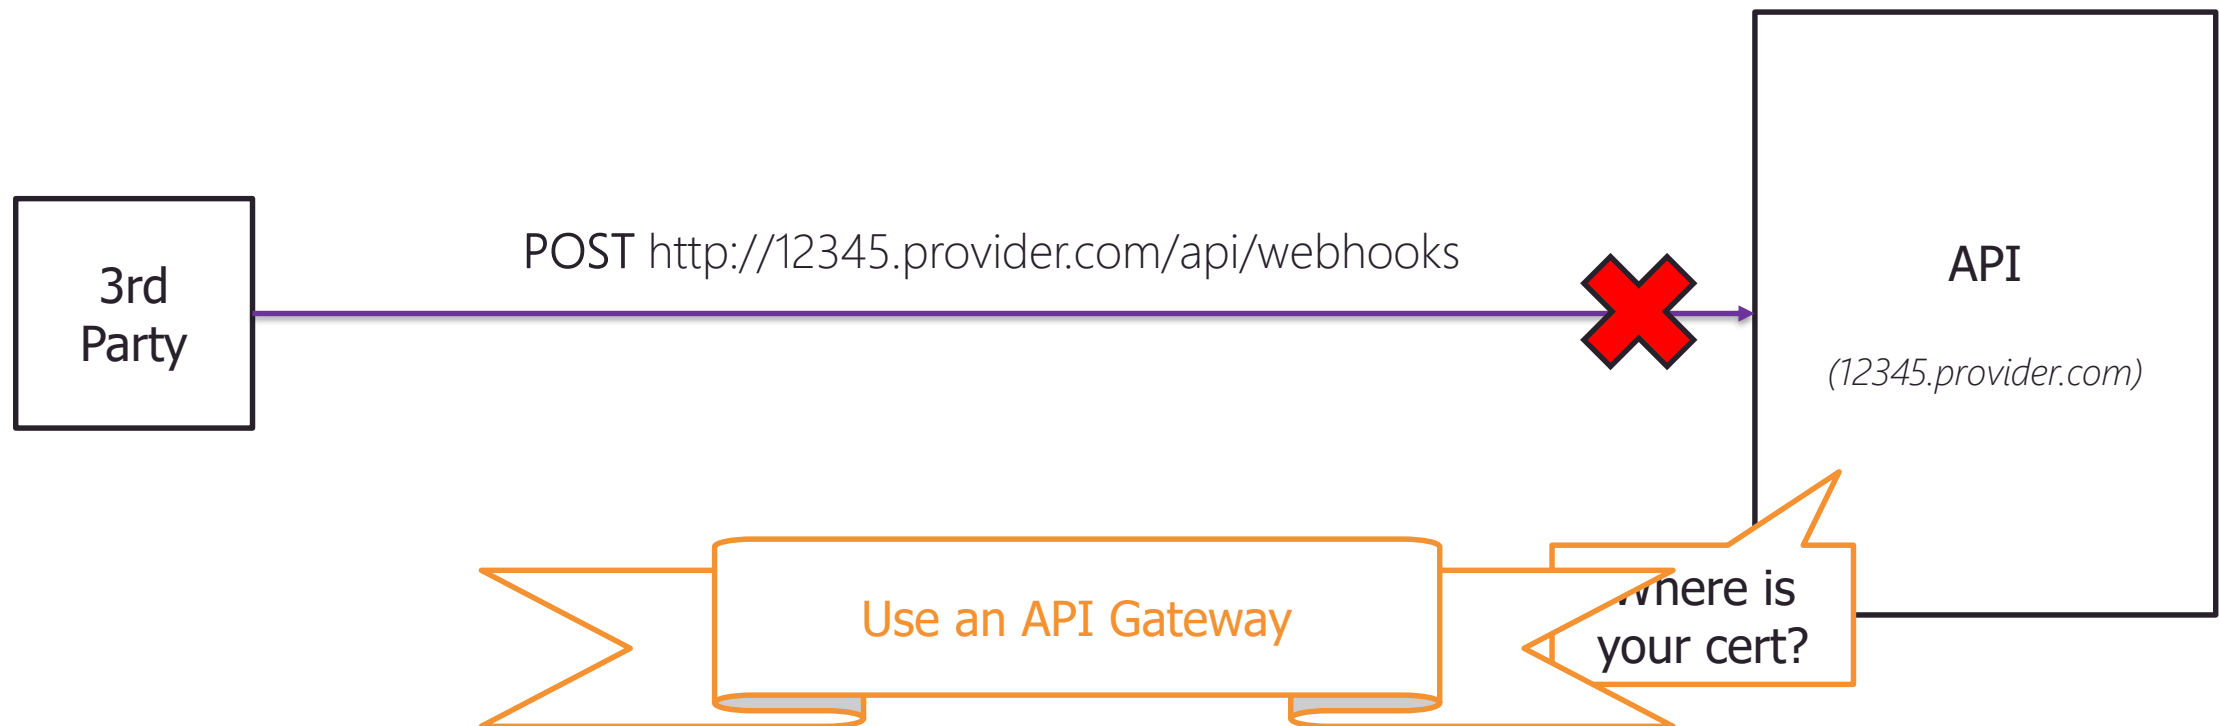 POST http://12345.provider.com/api/webhooks
3rd
Party
API
(12345.provider.com)
Use an API Gateway
Where is
your cert?